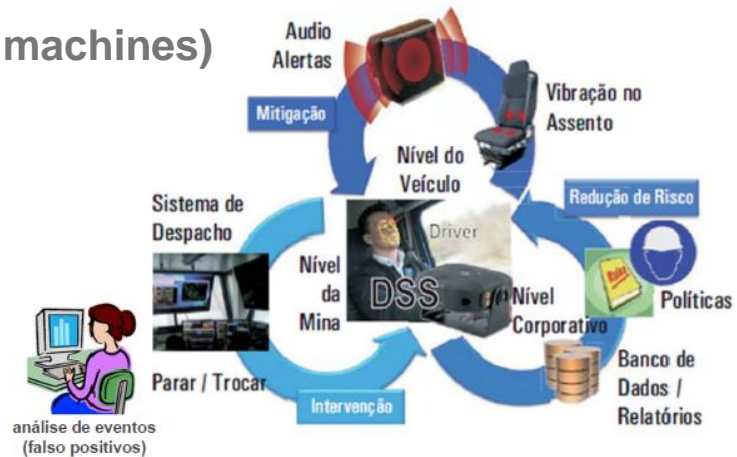 machines)
Audio
Alertas
Mitigação
Vibração no
Assento
Nível do
Veículo
Redução de Risco
Sistema de
Despacho
Driver
DSS
Nível
da
Mina
Nível
Corporativo
Rules
Políticas
Parar / Trocar
Intervenção
Banco de
Dados /
Relatórios
análise de eventos
(falso positivos)